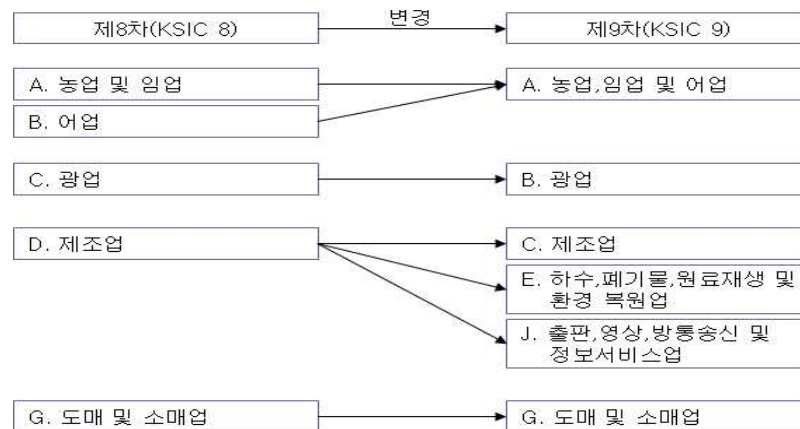 제8차(KSIC 8)
변경
제9차(KSIC 9)
A. 농업 및 임업
A. 농업,임업 및 어업
B. 어업
C. 광업
B. 광업
D. 제조업
C. 제조업
E. 하수,폐기물,원료재생 및
환경 복원업
J. 출판,영상,방통송신 및
정보서비스업
G. 도매 및 소매업
G. 도매 및 소매업